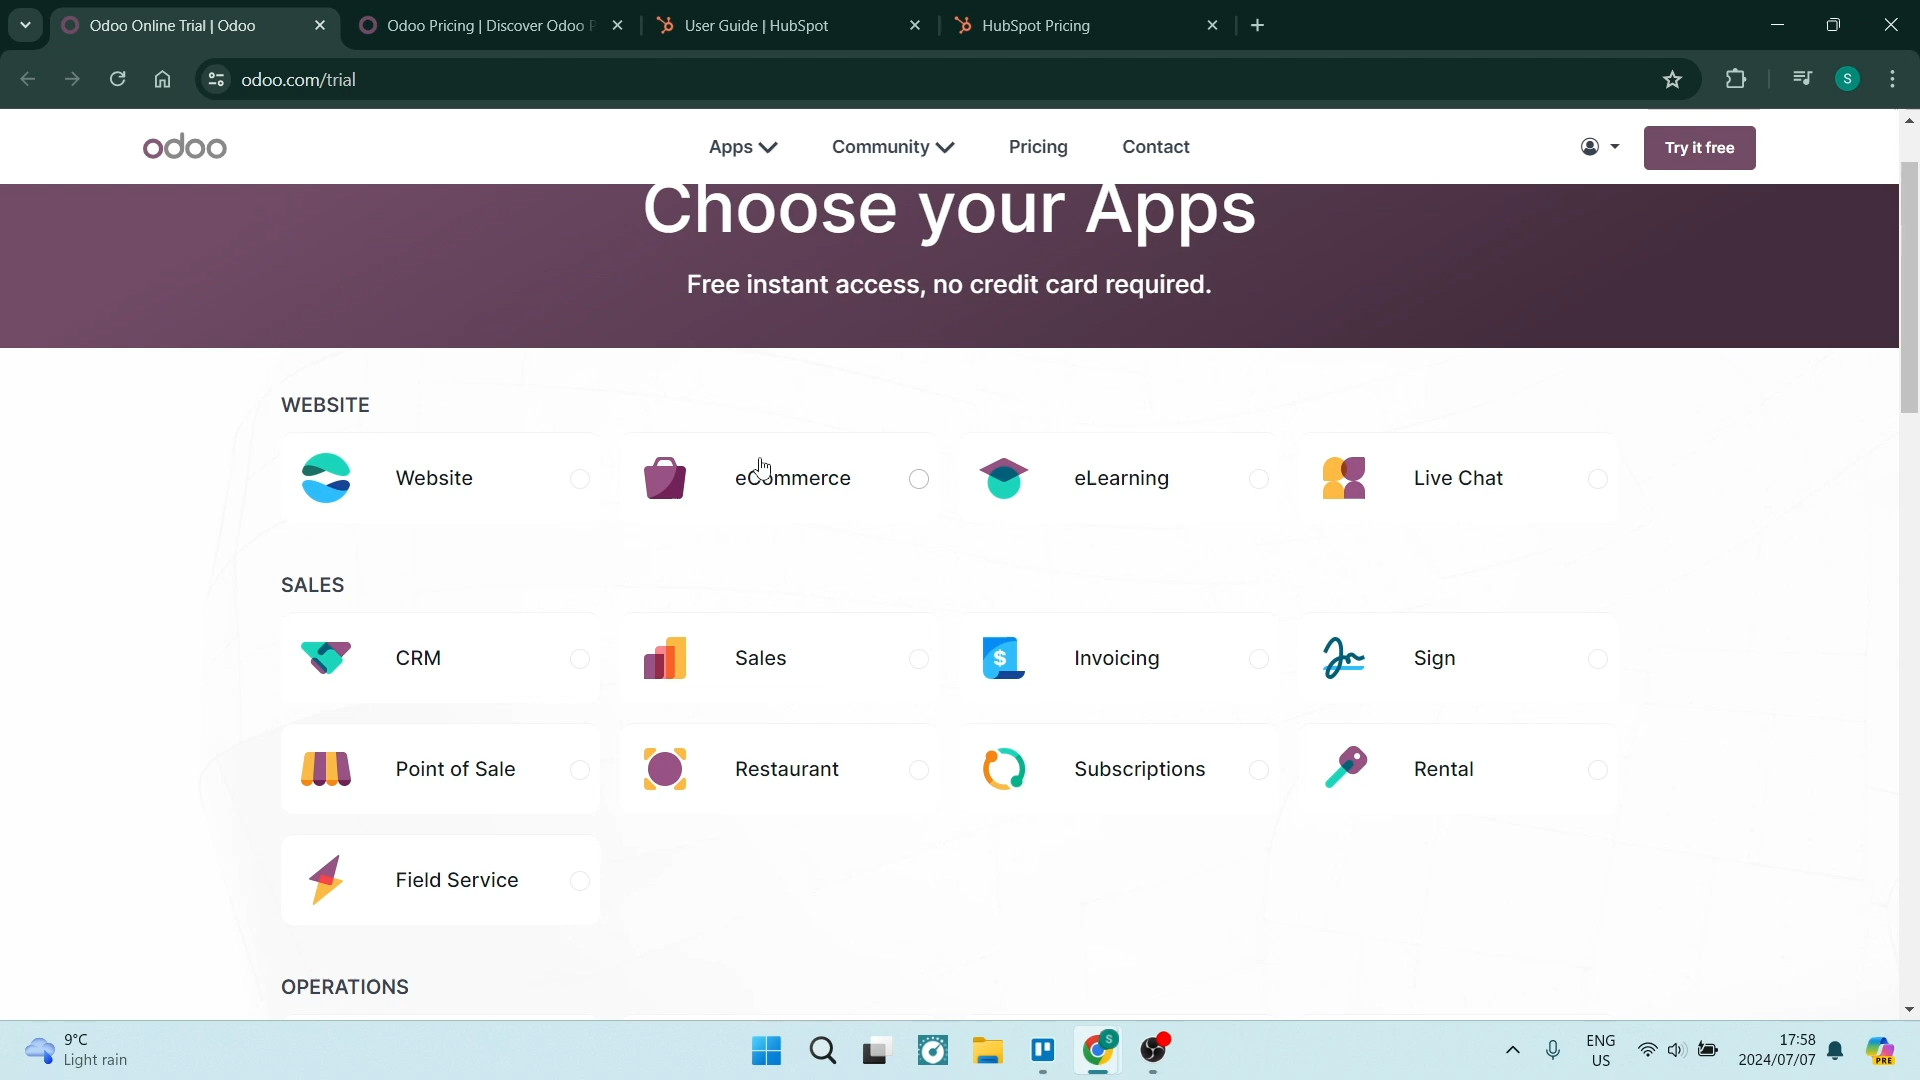 Odoo Online Trial | Odoo
Odoo Pricing | Discover Odoo P
User Guide | HubSpot
HubSpot Pricing
odoo.com/trial
S
odoo
Apps
Community
Pricing
Contact
Try it free
Choose your Apps
Free instant access, no credit card required.
WEBSITE
Website
eCommerce
eLearning
Live Chat
SALES
CRM
Sales
$
Invoicing
Sign
Point of Sale
Restaurant
Subscriptions
Rental
Field Service
OPERATIONS
9°C
Light rain
S
ENG
US
17:58
2024/07/07
PRE